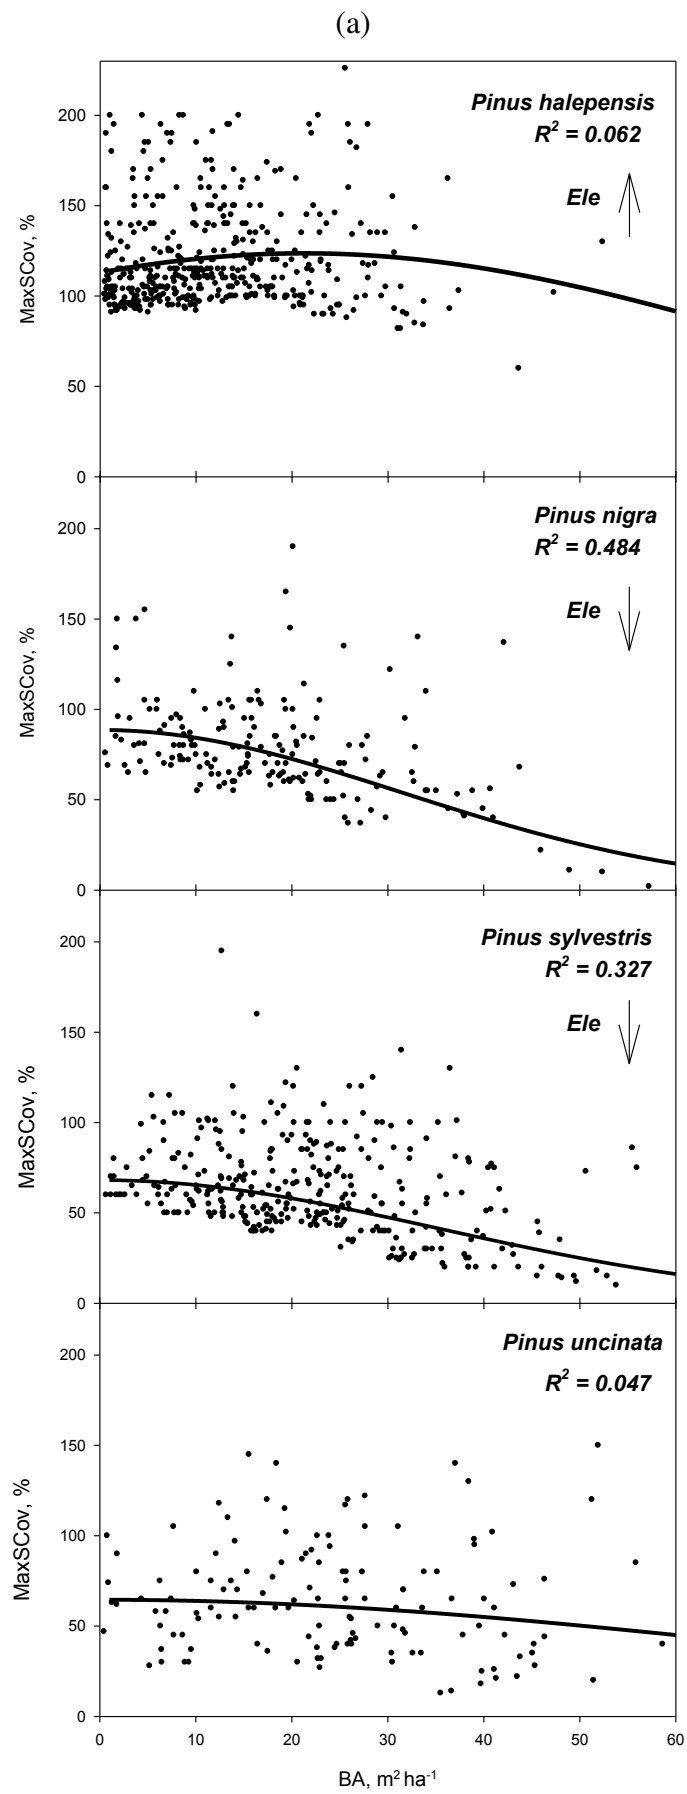 (a)
Pinus halepensis
R² = 0.062
Ele
200
150
100
50
0
MaxSCov, %
Pinus nigra
R² = 0.484
Ele
200
150
100
50
0
MaxSCov, %
Pinus sylvestris
R² = 0.327
Ele
200
150
100
50
0
MaxSCov, %
Pinus uncinata
R² = 0.047
200
150
100
50
0
MaxSCov, %
0 10 20 30 40 50 60
BA, m² ha⁻¹